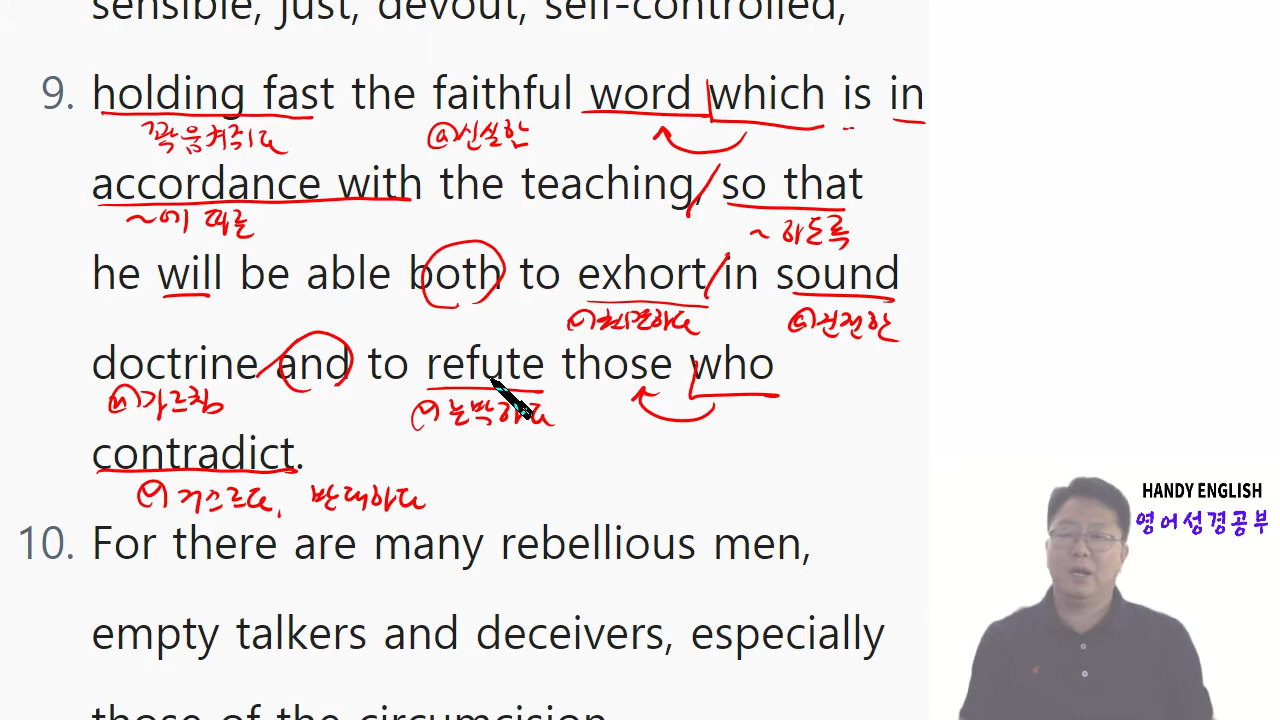 sensible, just, devout, self-controlled,
9. holding fast the faithful word which is in
꽉 움켜쥐다 ⓐ신실한
accordance with the teaching, so that
~에 따른 ~하도록
he will be able both to exhort in sound
ⓥ권면하다 ⓐ건전한
doctrine and to refute those who
ⓝ가르침 ⓥ논박하다
contradict.
ⓥ거스르다, 반대하다
10. For there are many rebellious men,
empty talkers and deceivers, especially
those of the circumcision
HANDY ENGLISH
영어성경공부